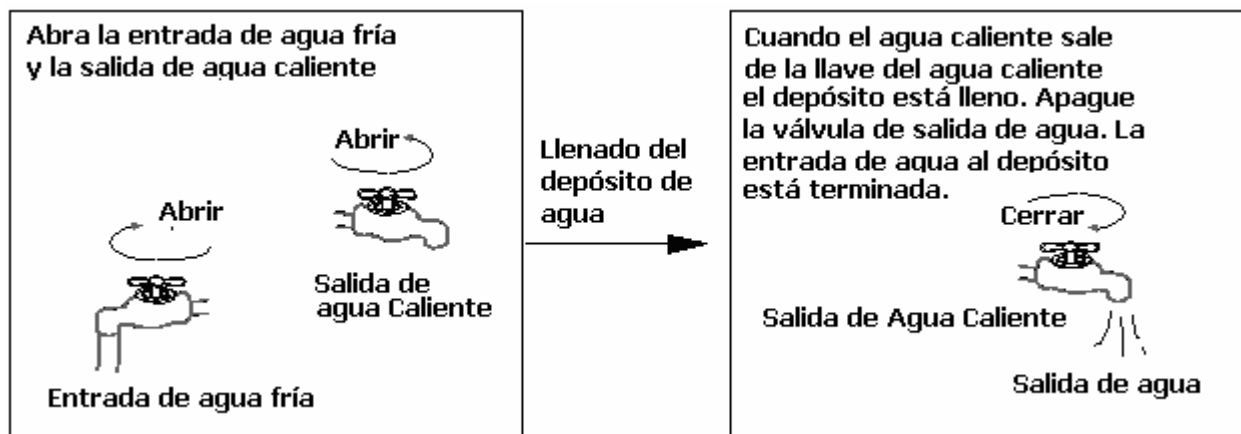 Abra la entrada de agua fría
y la salida de aqua caliente
Abrir
Abrir
Salida de
agua Caliente
Entrada de agua fría
Llenado del
depósito de
agua
Cuando el agua caliente sale
de la llave del agua caliente
el depósito está lleno. Apague
la válvula de salida de agua. La
entrada de aqua al depósito
está terminada.
Cerrar
Salida de Agua Caliente
Salida de agua